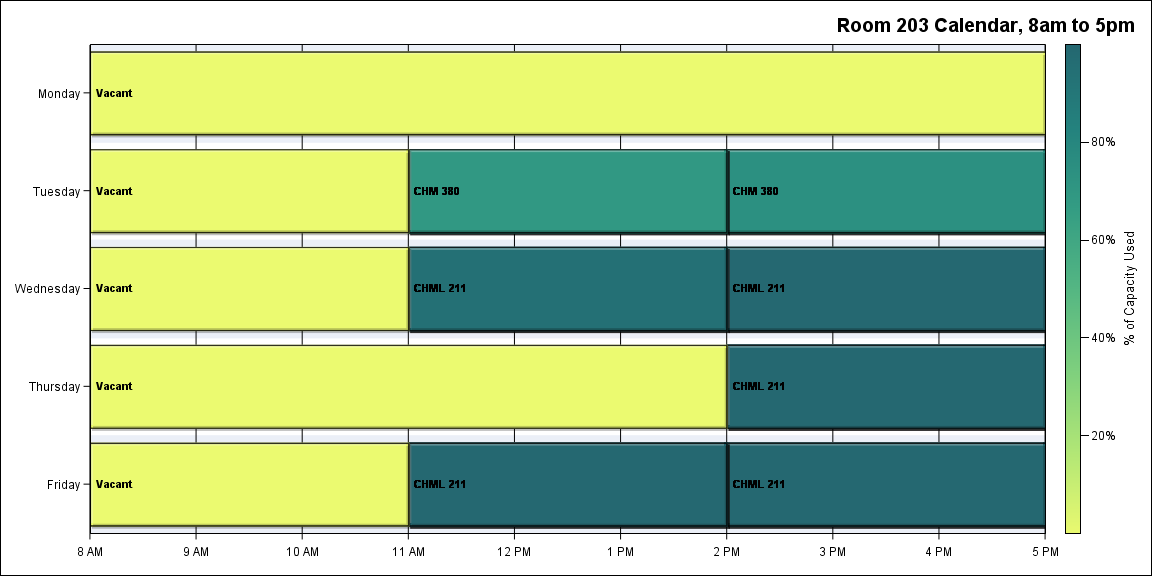 Room 203 Calendar, 8am to 5pm
Monday
Vacant
Tuesday
Vacant
CHM 380
CHM 380
Wednesday
Vacant
CHML 211
CHML 211
Thursday
Vacant
CHML 211
Friday
Vacant
CHML 211
CHML 211
8 AM
9 AM
10 AM
11 AM
12 PM
1 PM
2 PM
3 PM
4 PM
5 PM
80%
60%
40%
20%
% of Capacity Used